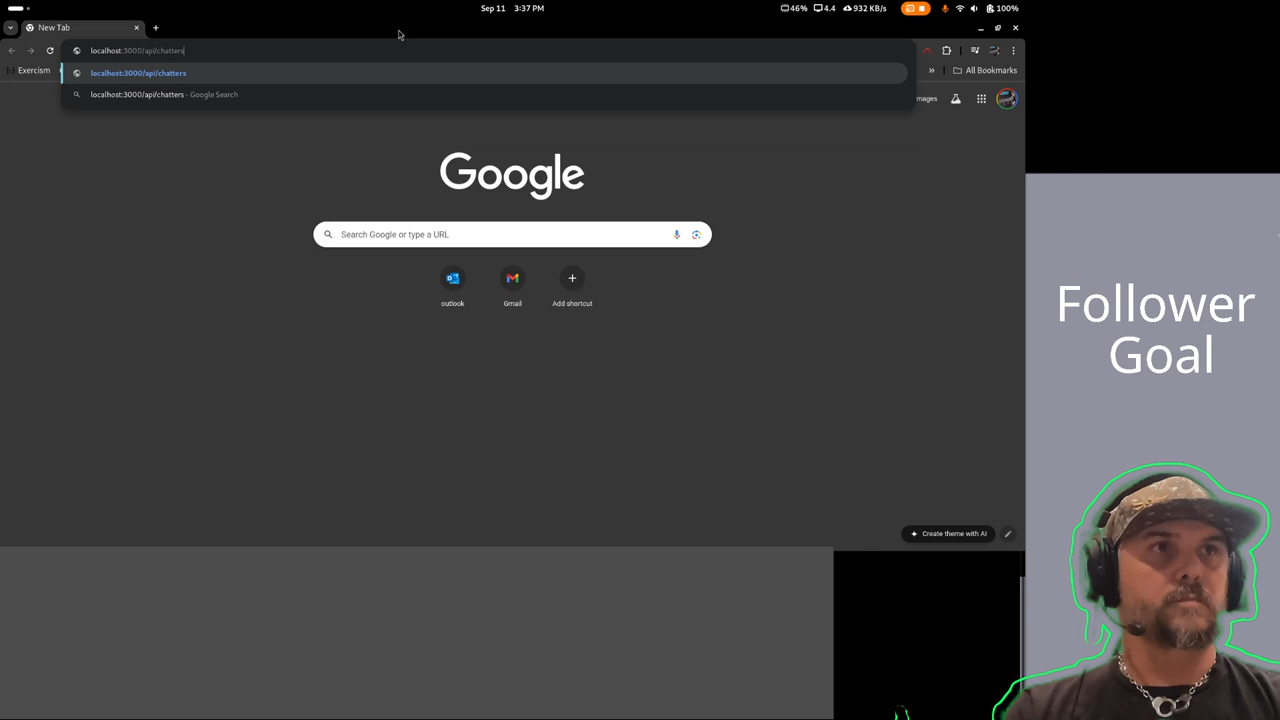 Sep 11 3:37 PM
46% 4.4 932 KB/s 100%
New Tab
localhost:3000/api/chatters
Exercism
localhost:3000/api/chatters
All Bookmarks
localhost:3000/api/chatters - Google Search
mages
Google
Search Google or type a URL
outlook Gmail Add shortcut
Create theme with AI
Follower
Goal